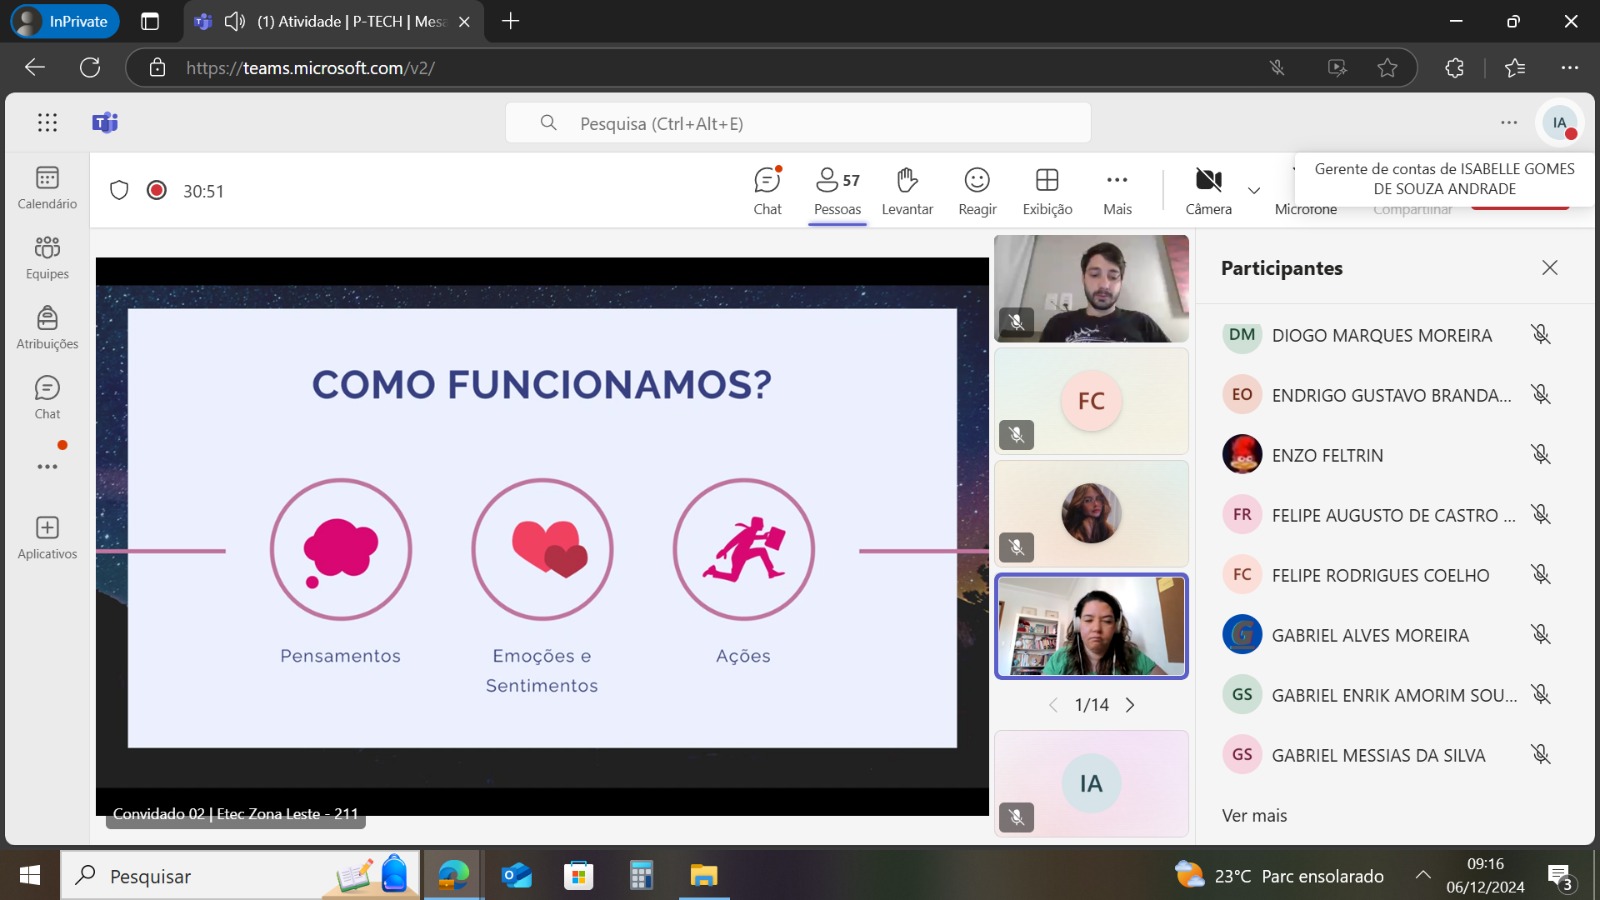 InPrivate
(1) Atividade | P-TECH | Mesa
https://teams.microsoft.com/v2/
Pesquisa (Ctrl+Alt+E)
IA
Gerente de contas de ISABELLE GOMES
DE SOUZA ANDRADE
30:51
Chat
57
Pessoas
Levantar
Reagir
Exibição
Mais
Câmera
Microfone
Compartilhar
Calendário
Equipes
Atribuições
Chat
Aplicativos
COMO FUNCIONAMOS?
Pensamentos
Emoções e
Sentimentos
Ações
Convidado 02 | Etec Zona Leste - 211
FC
1/14
IA
Participantes
DM DIOGO MARQUES MOREIRA
EO ENDRIGO GUSTAVO BRANDA...
ENZO FELTRIN
FR FELIPE AUGUSTO DE CASTRO ...
FC FELIPE RODRIGUES COELHO
G GABRIEL ALVES MOREIRA
GS GABRIEL ENRIK AMORIM SOU...
GS GABRIEL MESSIAS DA SILVA
Ver mais
Pesquisar
23°C Parc ensolarado
09:16
06/12/2024
3